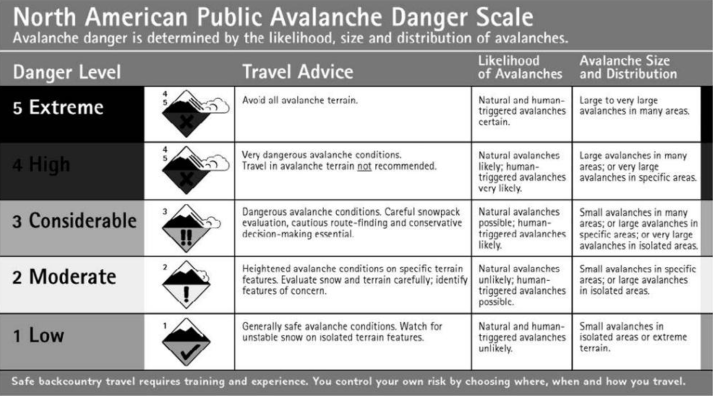 North American Public Avalanche Danger Scale
Avalanche danger is determined by the likelihood, size and distribution of avalanches.
Danger Level
Travel Advice
Likelihood
of Avalanches
Avalanche Size
and Distribution
5 Extreme
4
5
Avoid all avalanche terrain.
Natural and human-
triggered avalanches
certain.
Large to very large
avalanches in many areas.
4 High
4
5
Very dangerous avalanche conditions.
Travel in avalanche terrain not recommended.
Natural avalanches
likely; human-
triggered avalanches
very likely.
Large avalanches in many
areas; or very large
avalanches in specific areas.
3 Considerable
3
!!
Dangerous avalanche conditions. Careful snowpack
evaluation, cautious route-finding and conservative
decision-making essential.
Natural avalanches
possible; human-
triggered avalanches
likely.
Small avalanches in many
areas; or large avalanches in
specific areas; or very large
avalanches in isolated areas.
2 Moderate
2
!
Heightened avalanche conditions on specific terrain
features. Evaluate snow and terrain carefully; identify
features of concern.
Natural avalanches
unlikely; human-
triggered avalanches
possible.
Small avalanches in specific
areas; or large avalanches
in isolated areas.
1 Low
1
Generally safe avalanche conditions. Watch for
unstable snow on isolated terrain features.
Natural and human-
triggered avalanches
unlikely.
Small avalanches in
isolated areas or extreme
terrain.
Safe backcountry travel requires training and experience. You control your own risk by choosing where, when and how you travel.